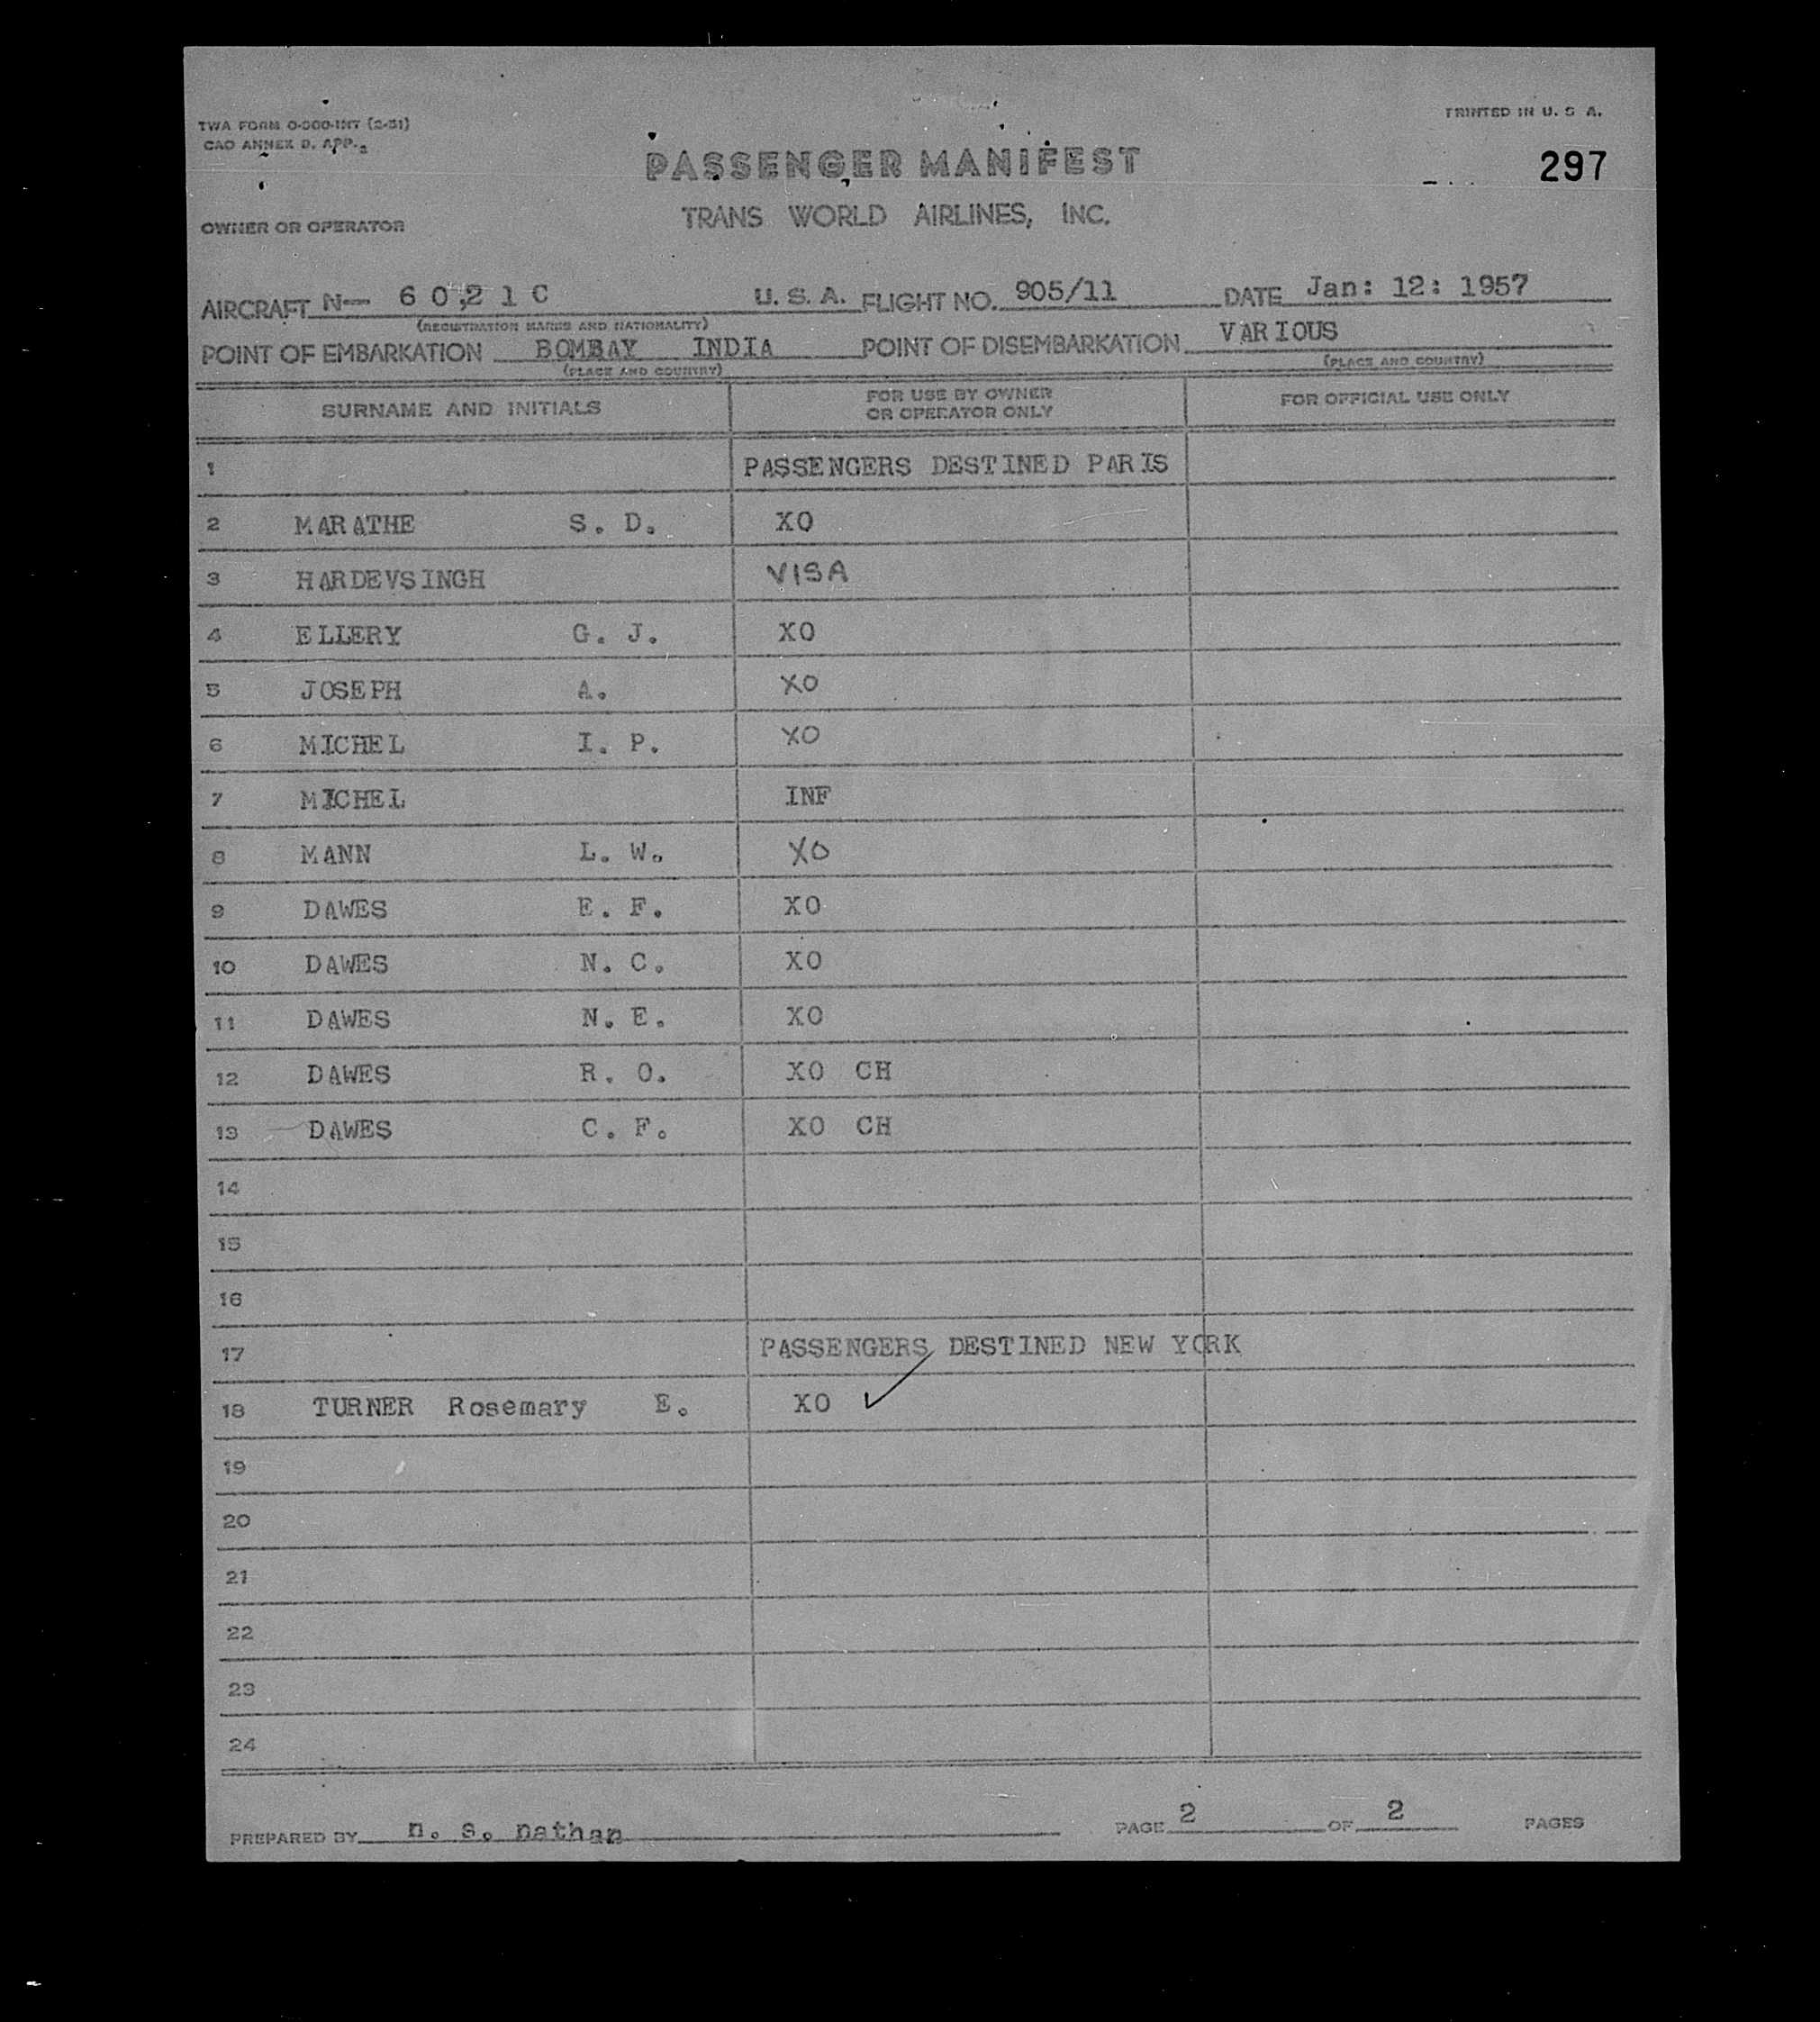 TWA FORM O-300-INT (2-51)
CAO ANNEX 9. APP.
PRINTED IN U. S. A.
PASSENGER MANIFEST
297
TRANS WORLD AIRLINES, INC.
OWNER OR OPERATOR
AIRCRAFT N— 6 0 2 1 C U. S. A. FLIGHT NO. 905/11 DATE Jan: 12: 1957
(REGISTRATION MARKS AND NATIONALITY)
POINT OF EMBARKATION BOMBAY INDIA POINT OF DISEMBARKATION VARIOUS
(PLACE AND COUNTRY) (PLACE AND COUNTRY)
SURNAME AND INITIALS FOR USE BY OWNER OR OPERATOR ONLY FOR OFFICIAL USE ONLY
1 PASSENGERS DESTINED PARIS
2 MARATHE S. D. XO
3 HARDEVSINGH VISA
4 ELLERY G. J. XO
5 JOSEPH A. XO
6 MICHEL I. P. XO
7 MICHEL INF
8 MANN L. W. XO
9 DAWES E. F. XO
10 DAWES N. C. XO
11 DAWES N. E. XO
12 DAWES R. O. XO CH
13 DAWES C. F. XO CH
14
15
16
17 PASSENGERS DESTINED NEW YORK
18 TURNER Rosemary E. XO ✓
19
20
21
22
23
24
PREPARED BY n. s. nathan PAGE 2 OF 2 PAGES